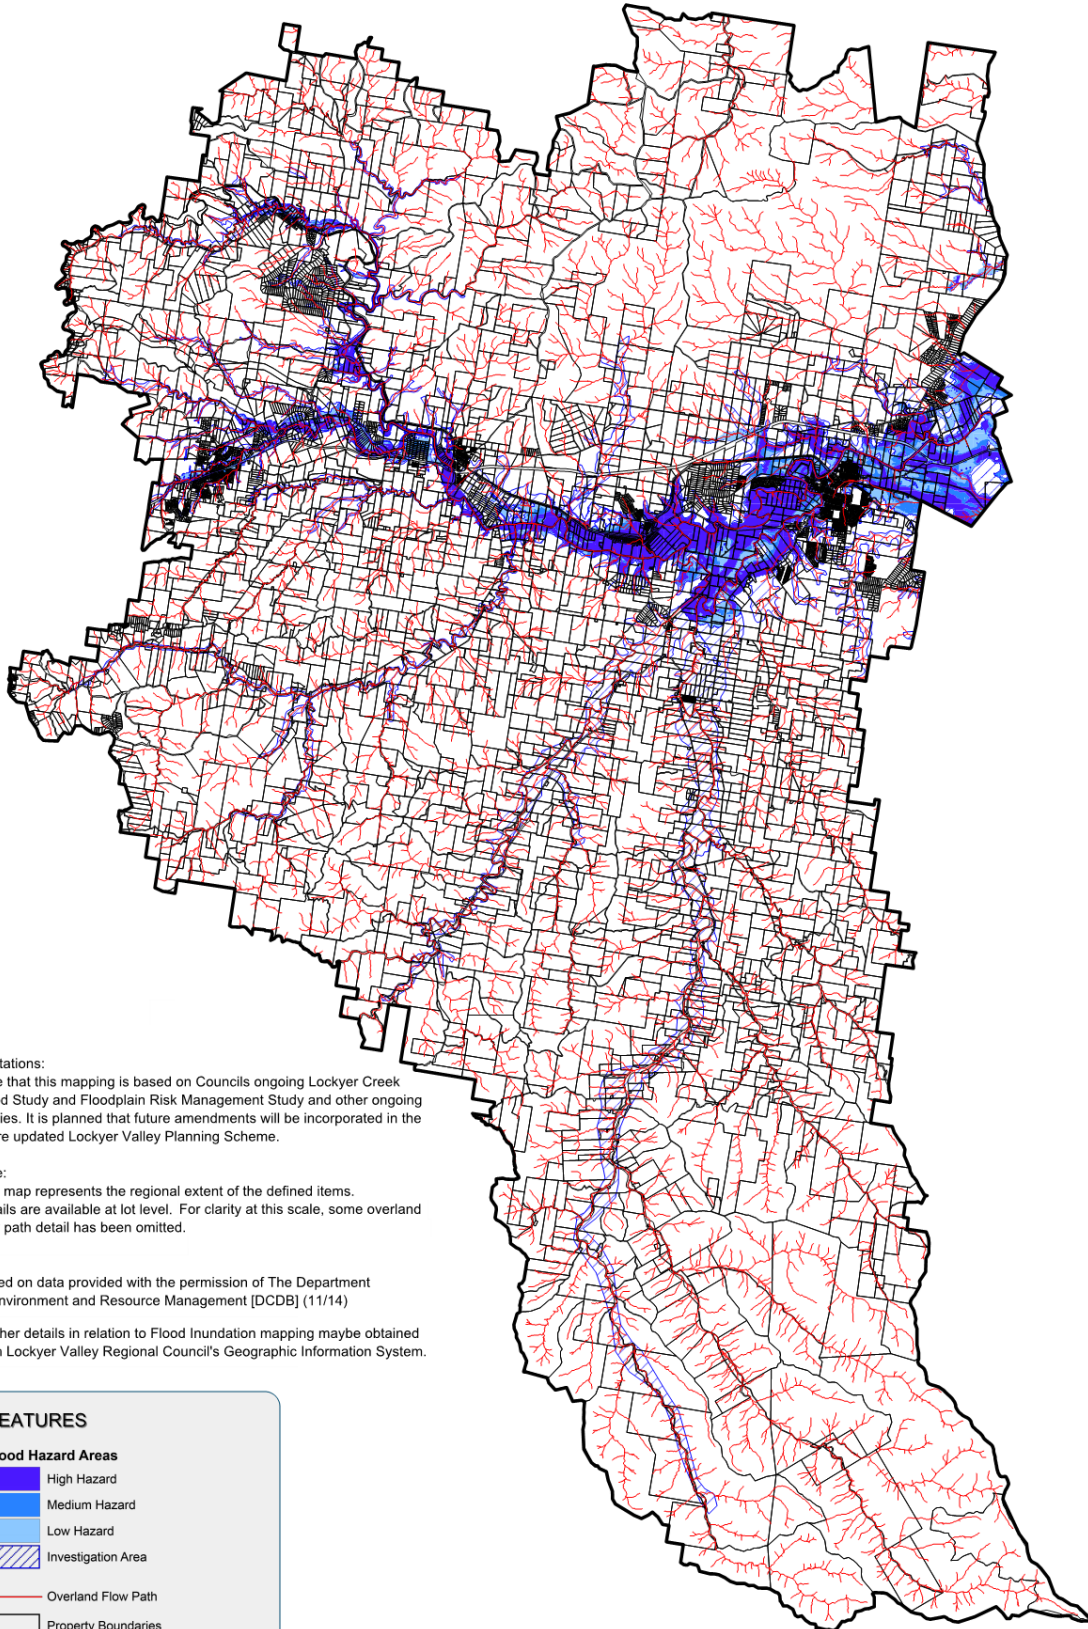 tations:
e that this mapping is based on Councils ongoing Lockyer Creek
d Study and Floodplain Risk Management Study and other ongoing
ies. It is planned that future amendments will be incorporated in the
re updated Lockyer Valley Planning Scheme.
e:
map represents the regional extent of the defined items.
ails are available at lot level. For clarity at this scale, some overland
path detail has been omitted.
ed on data provided with the permission of The Department
nvironment and Resource Management [DCDB] (11/14)
her details in relation to Flood Inundation mapping maybe obtained
n Lockyer Valley Regional Council's Geographic Information System.
EATURES
ood Hazard Areas
High Hazard
Medium Hazard
Low Hazard
Investigation Area
Overland Flow Path
Property Boundaries